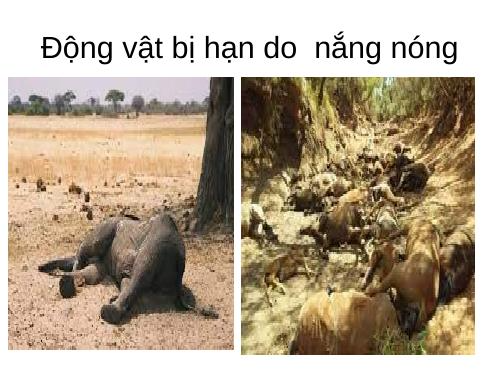 Động vật bị hạn do  nắng nóng